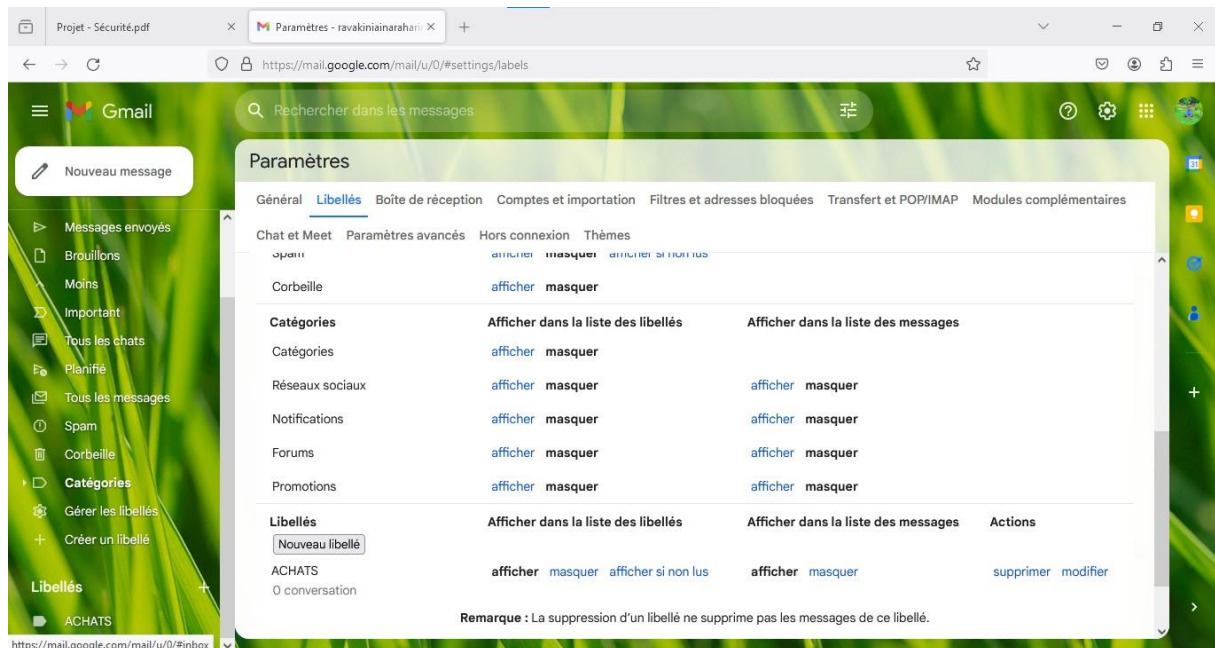 Projet - Sécurité.pdf
Paramètres - ravakiniainarahari
https://mail.google.com/mail/u/0/#settings/labels
Gmail
Rechercher dans les messages
Nouveau message
Messages envoyés
Brouillons
Moins
Important
Tous les chats
Planifié
Tous les messages
Spam
Corbeille
Catégories
Gérer les libellés
Créer un libellé
Libellés
ACHATS
https://mail.google.com/mail/u/0/#inbox
Paramètres
Général Libellés Boîte de réception Comptes et importation Filtres et adresses bloquées Transfert et POP/IMAP Modules complémentaires
Chat et Meet Paramètres avancés Hors connexion Thèmes
Spam afficher masquer afficher si non lus
Corbeille afficher masquer
Catégories Afficher dans la liste des libellés Afficher dans la liste des messages
Catégories afficher masquer
Réseaux sociaux afficher masquer afficher masquer
Notifications afficher masquer afficher masquer
Forums afficher masquer afficher masquer
Promotions afficher masquer afficher masquer
Libellés Afficher dans la liste des libellés Afficher dans la liste des messages Actions
Nouveau libellé
ACHATS afficher masquer afficher si non lus afficher masquer supprimer modifier
0 conversation
Remarque : La suppression d'un libellé ne supprime pas les messages de ce libellé.
31